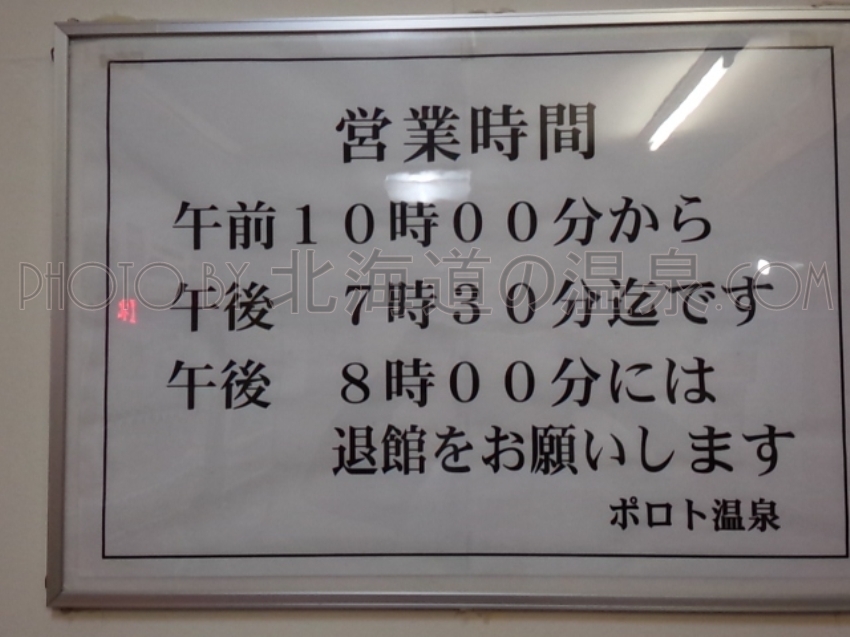 営業時間
午前１０時００分から
PHOTO BY 北海道の温泉.COM
午後　７時３０分迄です
午後　８時００分には
退館をお願いします
ポロト温泉